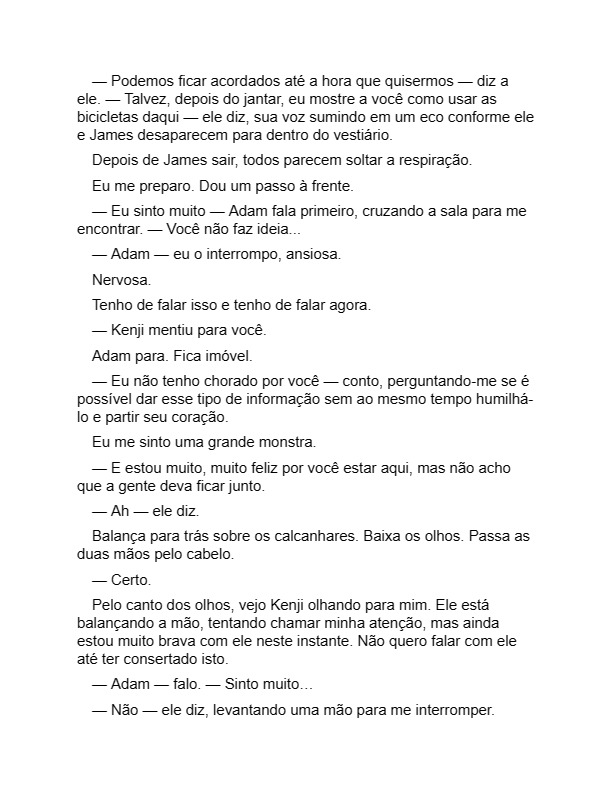 — Podemos ficar acordados até a hora que quisermos — diz a
ele. — Talvez, depois do jantar, eu mostre a você como usar as
bicicletas daqui — ele diz, sua voz sumindo em um eco conforme ele
e James desaparecem para dentro do vestiário.
Depois de James sair, todos parecem soltar a respiração.
Eu me preparo. Dou um passo à frente.
— Eu sinto muito — Adam fala primeiro, cruzando a sala para me
encontrar. — Você não faz ideia...
— Adam — eu o interrompo, ansiosa.
Nervosa.
Tenho de falar isso e tenho de falar agora.
— Kenji mentiu para você.
Adam para. Fica imóvel.
— Eu não tenho chorado por você — conto, perguntando-me se é
possível dar esse tipo de informação sem ao mesmo tempo humilhá-
lo e partir seu coração.
Eu me sinto uma grande monstra.
— E estou muito, muito feliz por você estar aqui, mas não acho
que a gente deva ficar junto.
— Ah — ele diz.
Balança para trás sobre os calcanhares. Baixa os olhos. Passa as
duas mãos pelo cabelo.
— Certo.
Pelo canto dos olhos, vejo Kenji olhando para mim. Ele está
balançando a mão, tentando chamar minha atenção, mas ainda
estou muito brava com ele neste instante. Não quero falar com ele
até ter consertado isto.
— Adam — falo. — Sinto muito…
— Não — ele diz, levantando uma mão para me interromper.